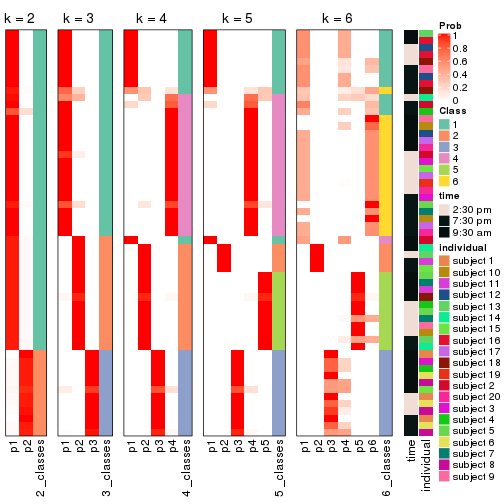 k = 2
k = 3
k = 4
k = 5
k = 6
Prob
1
0.8
0.6
0.4
0.2
0
Class
1
2
3
4
5
6
time
2:30 pm
7:30 pm
9:30 am
individual
subject 1
subject 10
subject 11
subject 12
subject 13
subject 14
subject 15
subject 16
subject 17
subject 18
subject 19
subject 2
subject 20
subject 3
subject 4
subject 5
subject 6
subject 7
subject 8
subject 9
p1
p2
2_classes
p1
p2
p3
3_classes
p1
p2
p3
p4
4_classes
p1
p2
p3
p4
p5
5_classes
p1
p2
p3
p4
p5
p6
6_classes
time
individual